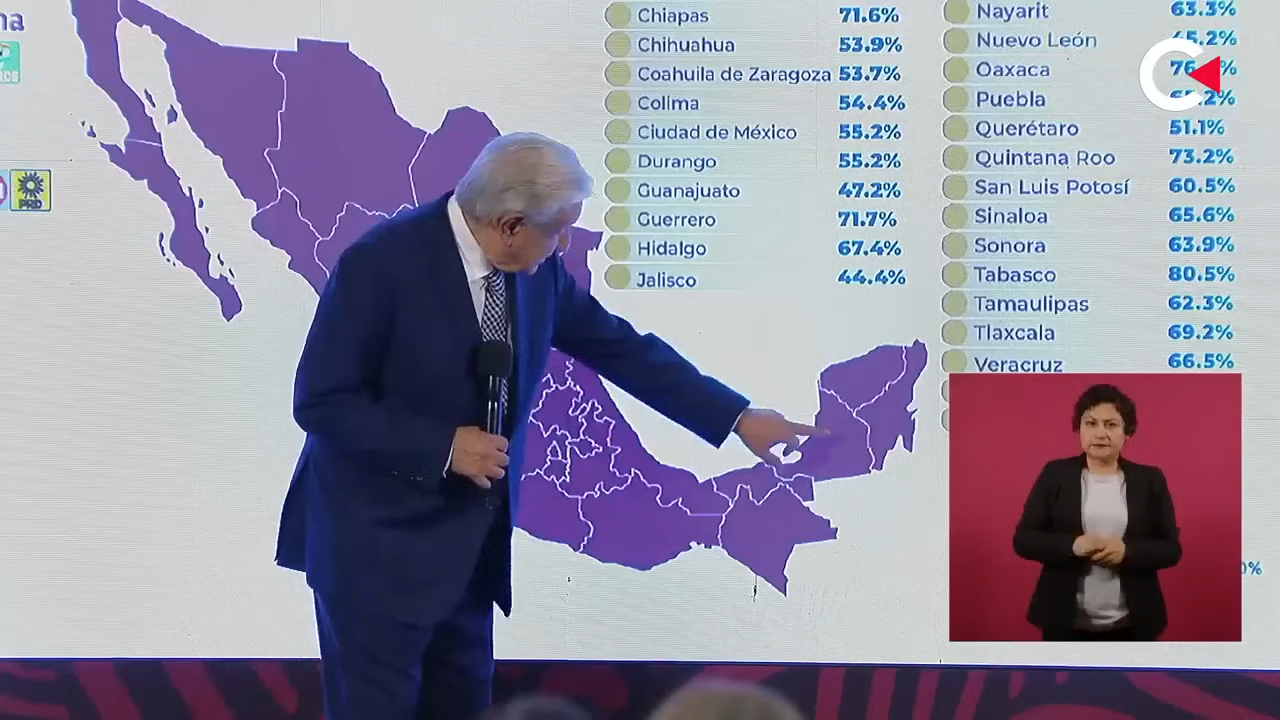 na
PRD
Chiapas 71.6%
Chihuahua 53.9%
Coahuila de Zaragoza 53.7%
Colima 54.4%
Ciudad de México 55.2%
Durango 55.2%
Guanajuato 47.2%
Guerrero 71.7%
Hidalgo 67.4%
Jalisco 44.4%
Nayarit 63.3%
Nuevo León
Oaxaca
Puebla
Querétaro 51.1%
Quintana Roo 73.2%
San Luis Potosí 60.5%
Sinaloa 65.6%
Sonora 63.9%
Tabasco 80.5%
Tamaulipas 62.3%
Tlaxcala 69.2%
Veracruz 66.5%